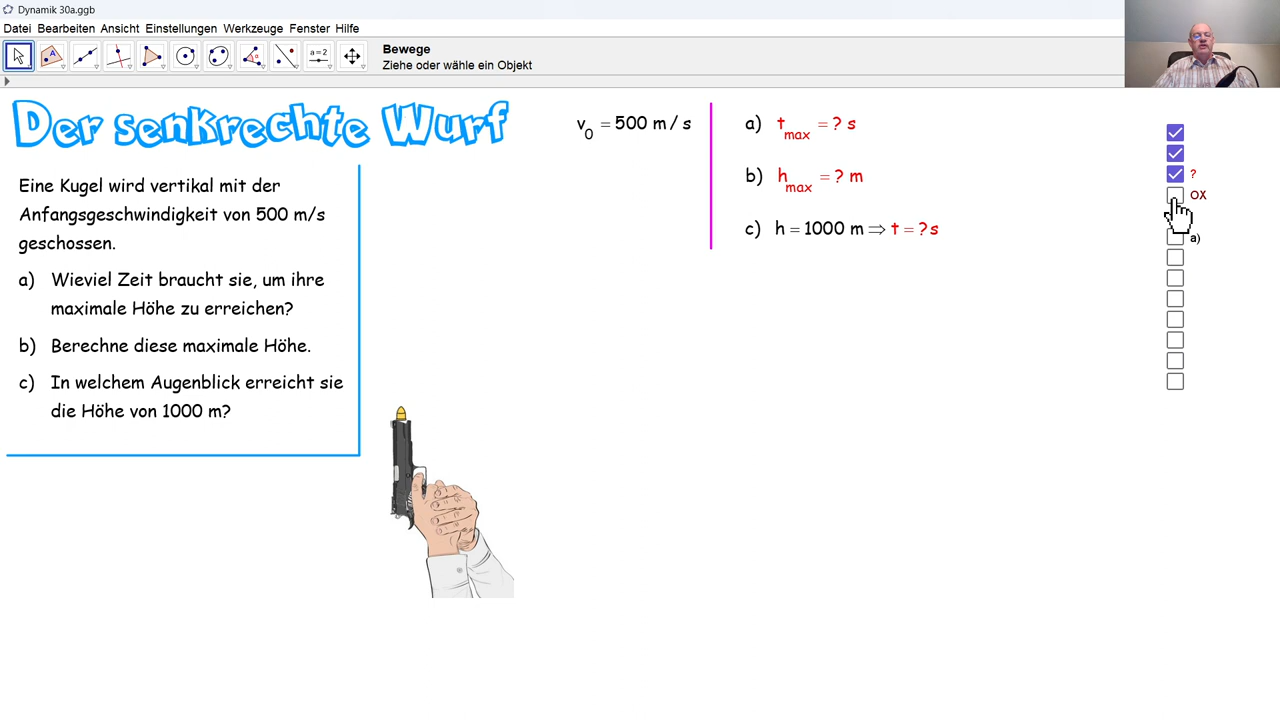 Dynamik 30a.ggb
Datei Bearbeiten Ansicht Einstellungen Werkzeuge Fenster Hilfe
A
a=2
Bewege
Ziehe oder wähle ein Objekt
Der senkrechte Wurf
v0 = 500 m / s
a) tmax = ? s
b) hmax = ? m
c) h = 1000 m ⇒ t = ? s
?
OX
a)
Eine Kugel wird vertikal mit der
Anfangsgeschwindigkeit von 500 m/s
geschossen.
a) Wieviel Zeit braucht sie, um ihre
maximale Höhe zu erreichen?
b) Berechne diese maximale Höhe.
c) In welchem Augenblick erreicht sie
die Höhe von 1000 m?